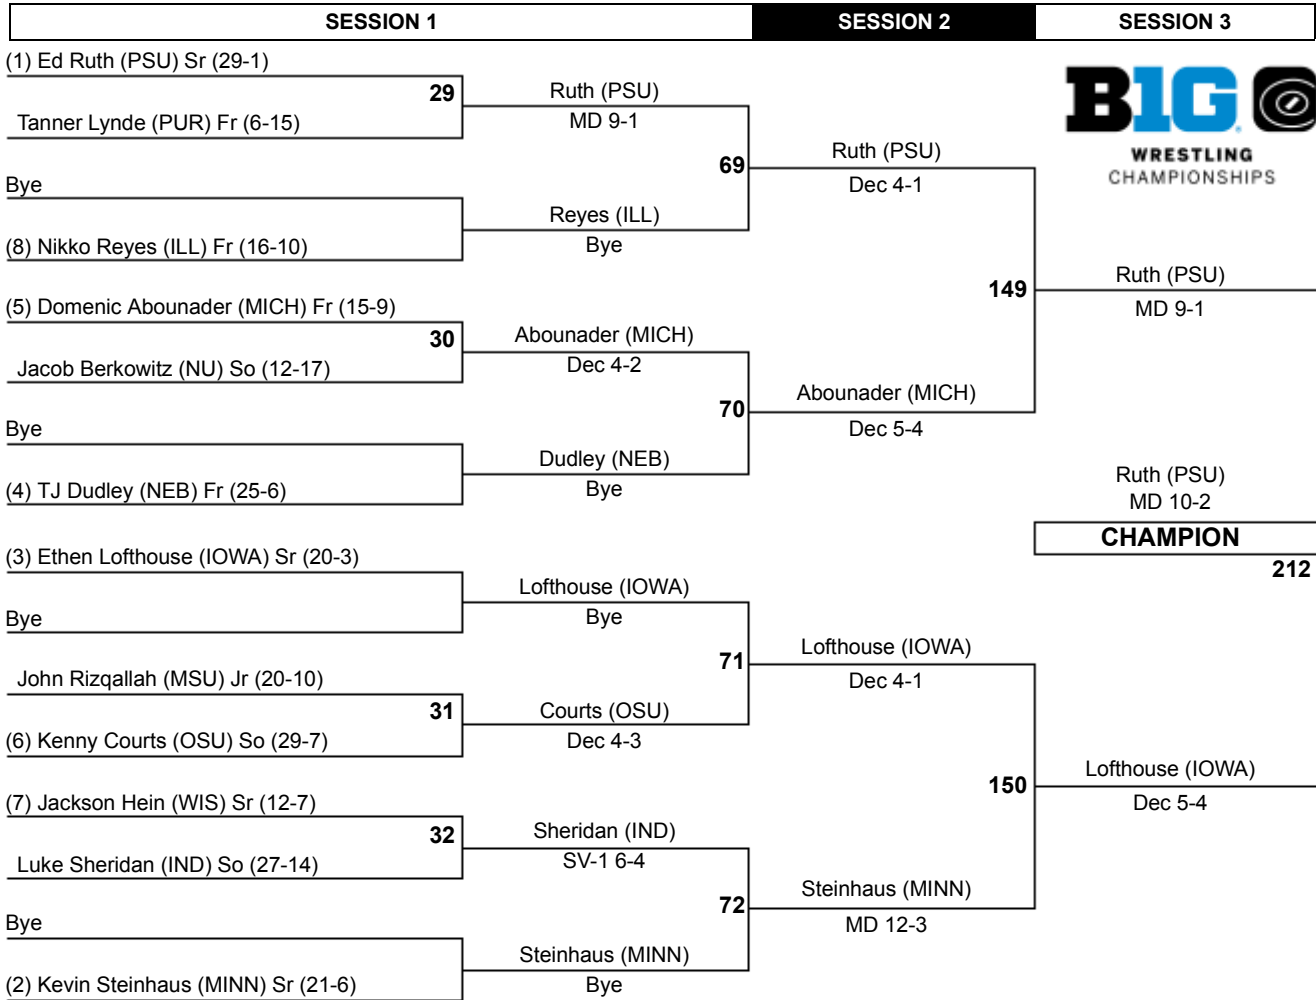 SESSION 1
SESSION 2
SESSION 3
(1) Ed Ruth (PSU) Sr (29-1)
29
Tanner Lynde (PUR) Fr (6-15)
Ruth (PSU)
MD 9-1
69
Bye
(8) Nikko Reyes (ILL) Fr (16-10)
Reyes (ILL)
Bye
Ruth (PSU)
Dec 4-1
(5) Domenic Abounader (MICH) Fr (15-9)
30
Jacob Berkowitz (NU) So (12-17)
Abounader (MICH)
Dec 4-2
70
Bye
(4) TJ Dudley (NEB) Fr (25-6)
Dudley (NEB)
Bye
Abounader (MICH)
Dec 5-4
149
Ruth (PSU)
MD 9-1
B1G
WRESTLING
CHAMPIONSHIPS
Ruth (PSU)
MD 10-2
CHAMPION
212
(3) Ethen Lofthouse (IOWA) Sr (20-3)
Bye
Lofthouse (IOWA)
Bye
71
John Rizqallah (MSU) Jr (20-10)
31
(6) Kenny Courts (OSU) So (29-7)
Courts (OSU)
Dec 4-3
Lofthouse (IOWA)
Dec 4-1
(7) Jackson Hein (WIS) Sr (12-7)
32
Luke Sheridan (IND) So (27-14)
Sheridan (IND)
SV-1 6-4
72
Bye
(2) Kevin Steinhaus (MINN) Sr (21-6)
Steinhaus (MINN)
Bye
Steinhaus (MINN)
MD 12-3
150
Lofthouse (IOWA)
Dec 5-4